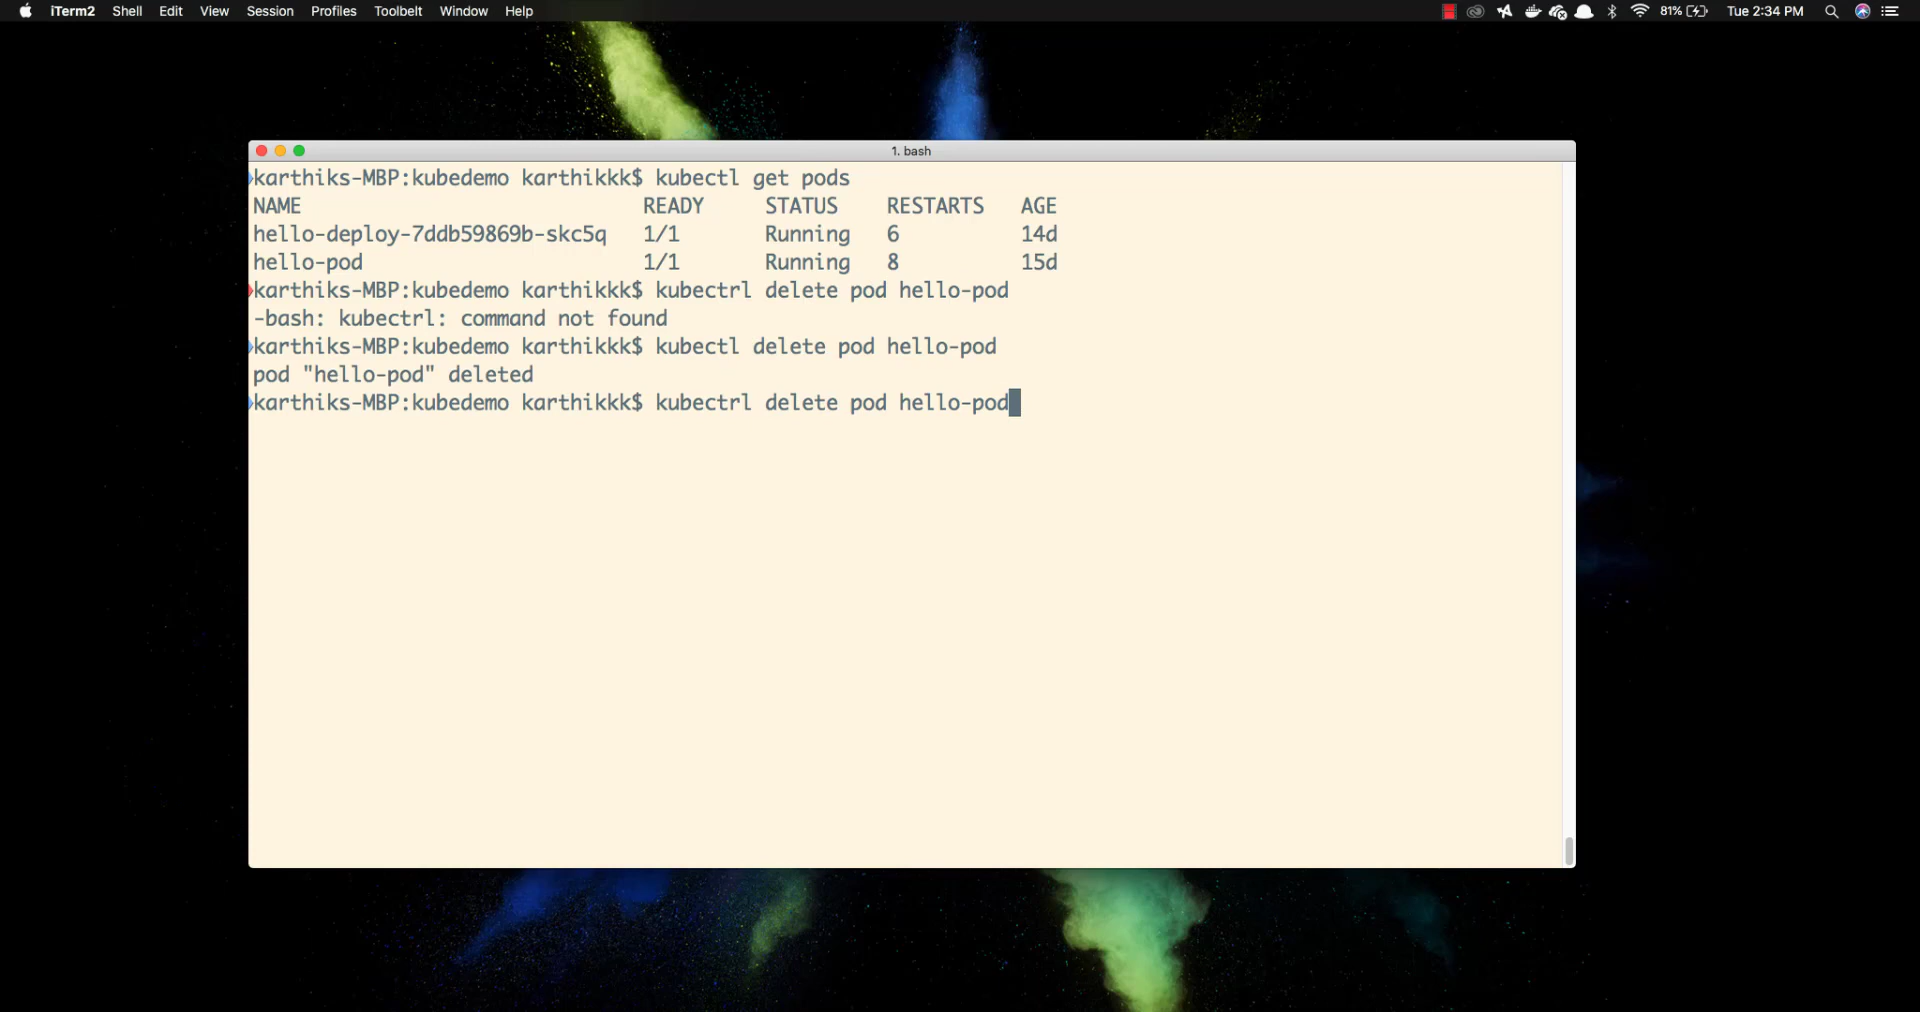 iTerm2 Shell Edit View Session Profiles Toolbelt Window Help 81% Tue 2:34 PM
1. bash
karthiks-MBP:kubedemo karthikkk$ kubectl get pods
NAME READY STATUS RESTARTS AGE
hello-deploy-7ddb59869b-skc5q 1/1 Running 6 14d
hello-pod 1/1 Running 8 15d
karthiks-MBP:kubedemo karthikkk$ kubectrl delete pod hello-pod
-bash: kubectrl: command not found
karthiks-MBP:kubedemo karthikkk$ kubectl delete pod hello-pod
pod "hello-pod" deleted
karthiks-MBP:kubedemo karthikkk$ kubectrl delete pod hello-pod